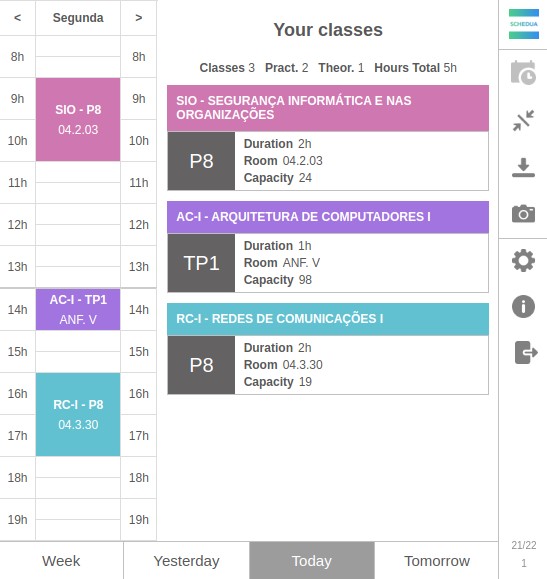 < Segunda >
8h 8h
9h 9h
SIO - P8
04.2.03
10h 10h
11h 11h
12h 12h
13h 13h
AC-I - TP1
14h 14h
ANF. V
15h 15h
16h 16h
RC-I - P8
04.3.30
17h 17h
18h 18h
19h 19h
Your classes
Classes 3 Pract. 2 Theor. 1 Hours Total 5h
SIO - SEGURANÇA INFORMÁTICA E NAS
ORGANIZAÇÕES
P8
Duration 2h
Room 04.2.03
Capacity 24
AC-I - ARQUITETURA DE COMPUTADORES I
TP1
Duration 1h
Room ANF. V
Capacity 98
RC-I - REDES DE COMUNICAÇÕES I
P8
Duration 2h
Room 04.3.30
Capacity 19
SCHEDUA
21/22
1
Week Yesterday Today Tomorrow